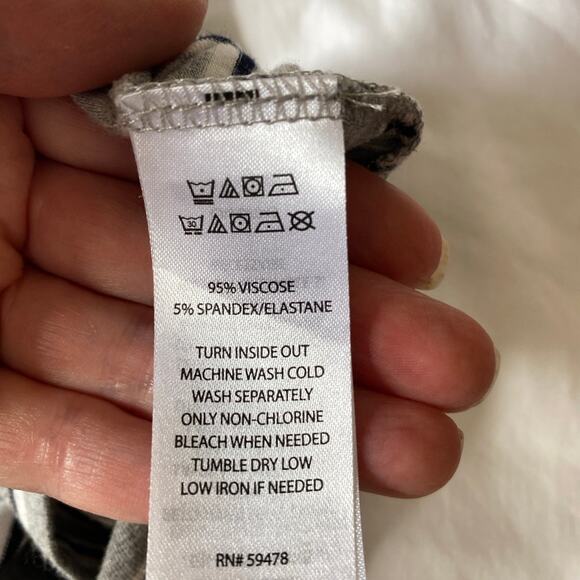 30
95% VISCOSE
5% SPANDEX/ELASTANE
TURN INSIDE OUT
MACHINE WASH COLD
WASH SEPARATELY
ONLY NON-CHLORINE
BLEACH WHEN NEEDED
TUMBLE DRY LOW
LOW IRON IF NEEDED
RN# 59478